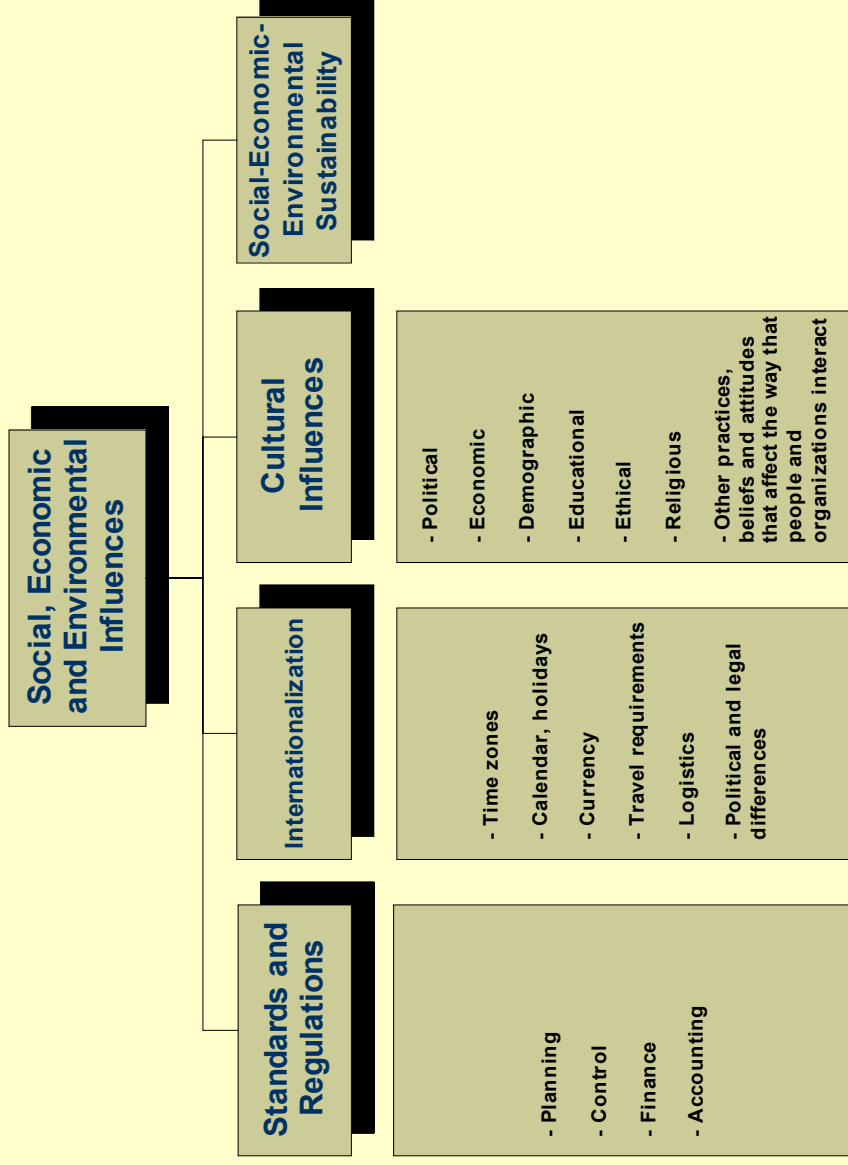 Social, Economic
and Environmental
Influences
Standards and
Regulations
- Planning
- Control
- Finance
- Accounting
Internationalization
- Time zones
- Calendar, holidays
- Currency
- Travel requirements
- Logistics
- Political and legal
differences
Cultural
Influences
- Political
- Economic
- Demographic
- Educational
- Ethical
- Religious
- Other practices,
beliefs and attitudes
that affect the way that
people and
organizations interact
Social-Economic-
Environmental
Sustainability